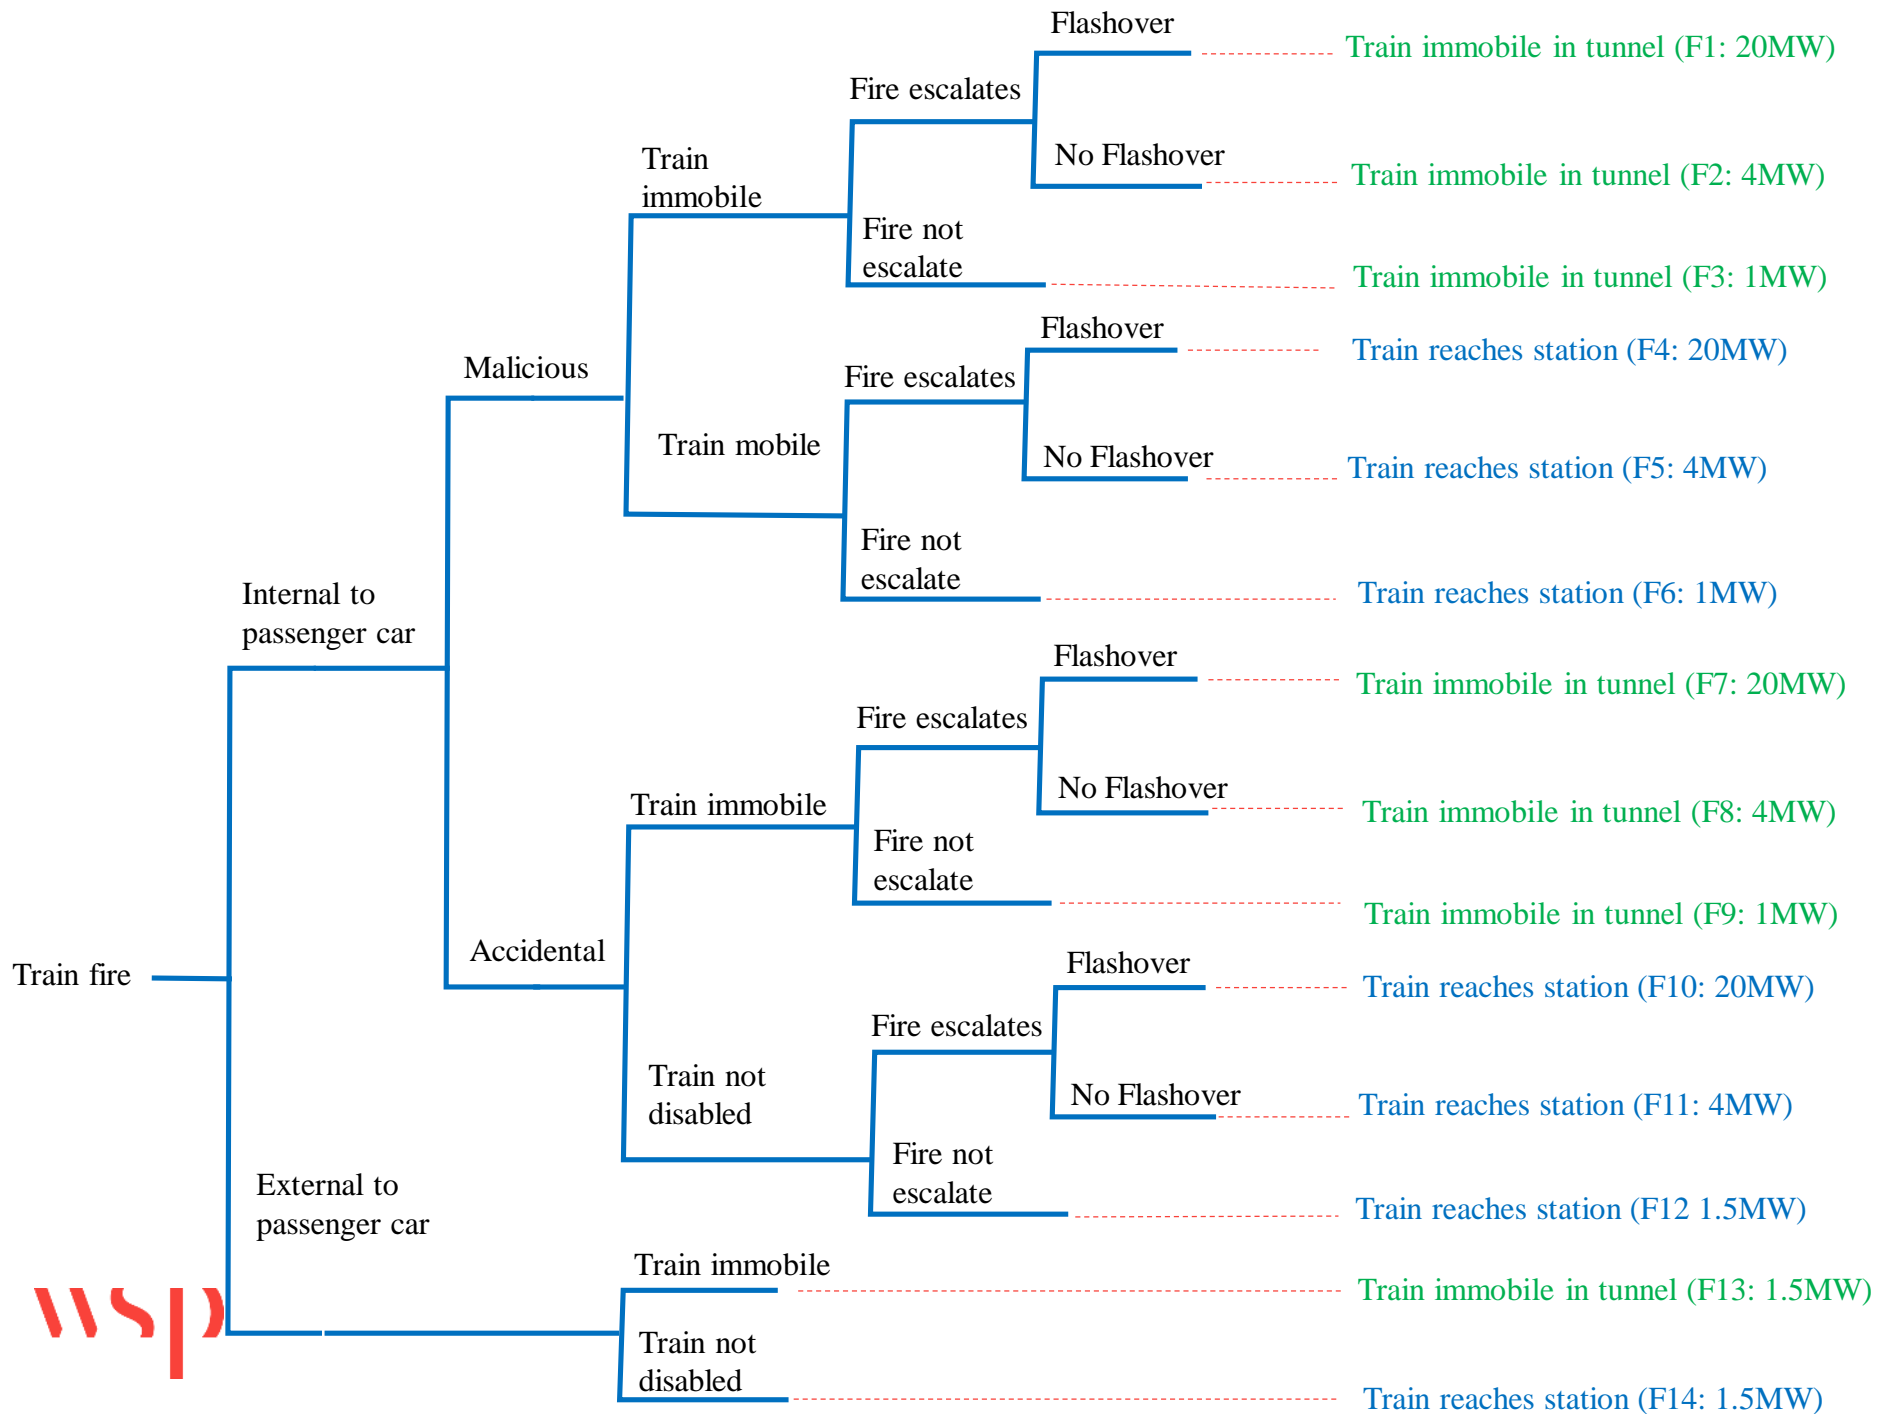 Flashover
Train immobile in tunnel (F1: 20MW)
Fire escalates
No Flashover
Train immobile in tunnel (F2: 4MW)
Train
immobile
Fire not
escalate
Train immobile in tunnel (F3: 1MW)
Flashover
Train reaches station (F4: 20MW)
Malicious
Fire escalates
Train mobile
No Flashover
Train reaches station (F5: 4MW)
Fire not
escalate
Train reaches station (F6: 1MW)
Internal to
passenger car
Flashover
Train immobile in tunnel (F7: 20MW)
Fire escalates
No Flashover
Train immobile in tunnel (F8: 4MW)
Train immobile
Fire not
escalate
Train immobile in tunnel (F9: 1MW)
Accidental
Train fire
Flashover
Train reaches station (F10: 20MW)
Fire escalates
Train not
disabled
No Flashover
Train reaches station (F11: 4MW)
Fire not
escalate
Train reaches station (F12 1.5MW)
External to
passenger car
Train immobile
Train immobile in tunnel (F13: 1.5MW)
wsp
Train not
disabled
Train reaches station (F14: 1.5MW)